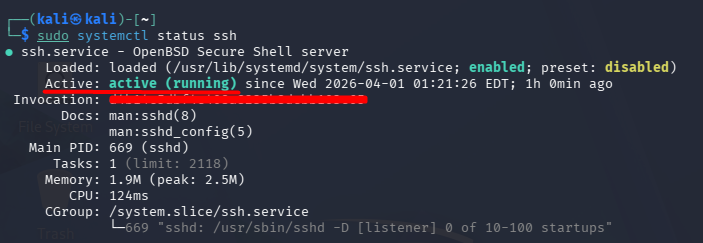 ┌──(kali㉿kali)-[~]
└─$ sudo systemctl status ssh
● ssh.service - OpenBSD Secure Shell server
Loaded: loaded (/usr/lib/systemd/system/ssh.service; enabled; preset: disabled)
Active: active (running) since Wed 2026-04-01 01:21:26 EDT; 1h 0min ago
Invocation:
Docs: man:sshd(8)
man:sshd_config(5)
Main PID: 669 (sshd)
Tasks: 1 (limit: 2118)
Memory: 1.9M (peak: 2.5M)
CPU: 124ms
CGroup: /system.slice/ssh.service
└─669 "sshd: /usr/sbin/sshd -D [listener] 0 of 10-100 startups"
File System
Trash